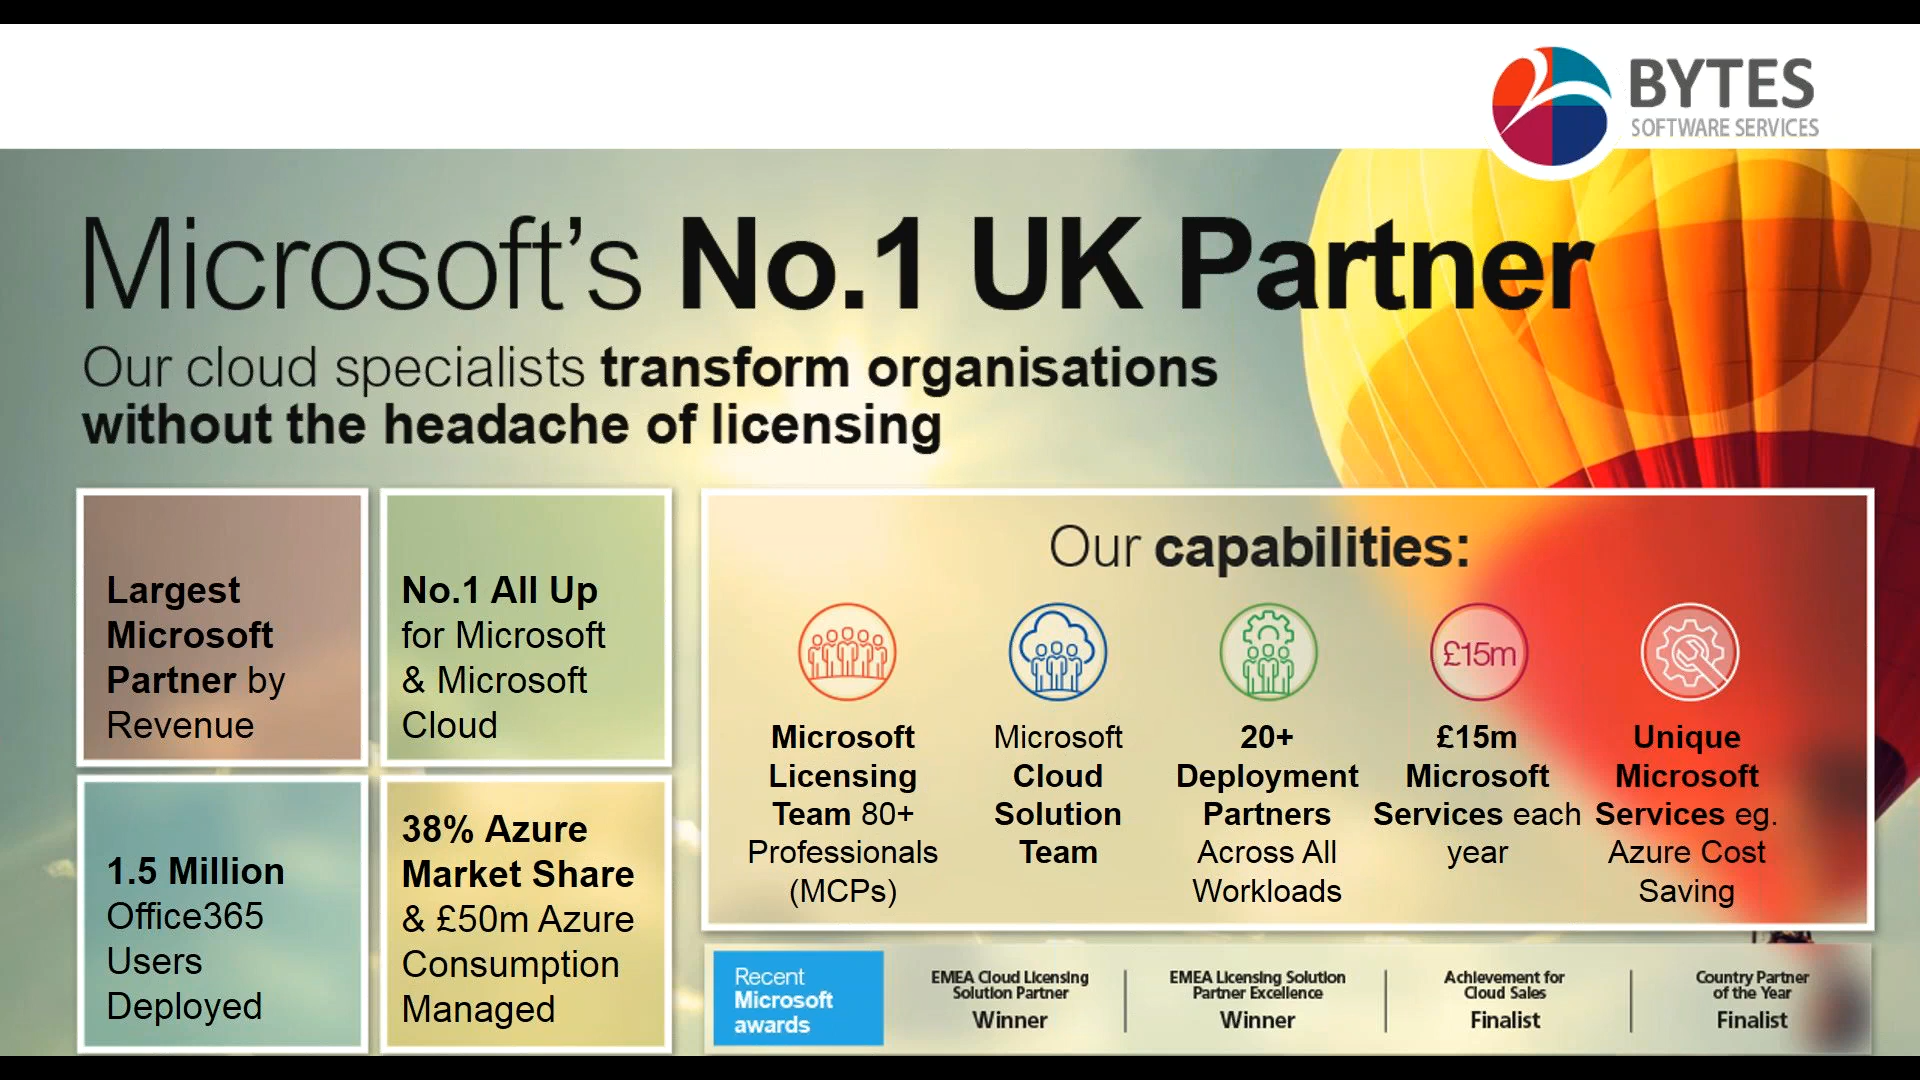 BYTES
SOFTWARE SERVICES
Microsoft's No.1 UK Partner
Our cloud specialists transform organisations
without the headache of licensing
Largest
Microsoft
Partner by
Revenue
No.1 All Up
for Microsoft
& Microsoft
Cloud
1.5 Million
Office365
Users
Deployed
38% Azure
Market Share
& £50m Azure
Consumption
Managed
Our capabilities:
Microsoft
Licensing
Team 80+
Professionals
(MCPs)
Microsoft
Cloud
Solution
Team
20+
Deployment
Partners
Across All
Workloads
£15m
£15m
Microsoft
Services each
year
Unique
Microsoft
Services eg.
Azure Cost
Saving
Recent
Microsoft
awards
EMEA Cloud Licensing
Solution Partner
Winner
EMEA Licensing Solution
Partner Excellence
Winner
Achievement for
Cloud Sales
Finalist
Country Partner
of the Year
Finalist